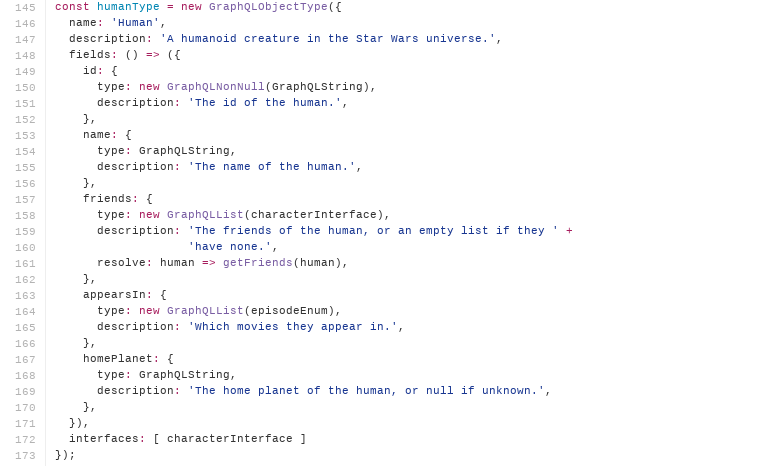 145 const humanType = new GraphQLObjectType({
146   name: 'Human',
147   description: 'A humanoid creature in the Star Wars universe.',
148   fields: () => ({
149     id: {
150       type: new GraphQLNonNull(GraphQLString),
151       description: 'The id of the human.',
152     },
153     name: {
154       type: GraphQLString,
155       description: 'The name of the human.',
156     },
157     friends: {
158       type: new GraphQLList(characterInterface),
159       description: 'The friends of the human, or an empty list if they ' +
160                    'have none.',
161       resolve: human => getFriends(human),
162     },
163     appearsIn: {
164       type: new GraphQLList(episodeEnum),
165       description: 'Which movies they appear in.',
166     },
167     homePlanet: {
168       type: GraphQLString,
169       description: 'The home planet of the human, or null if unknown.',
170     },
171   }),
172   interfaces: [ characterInterface ]
173 });